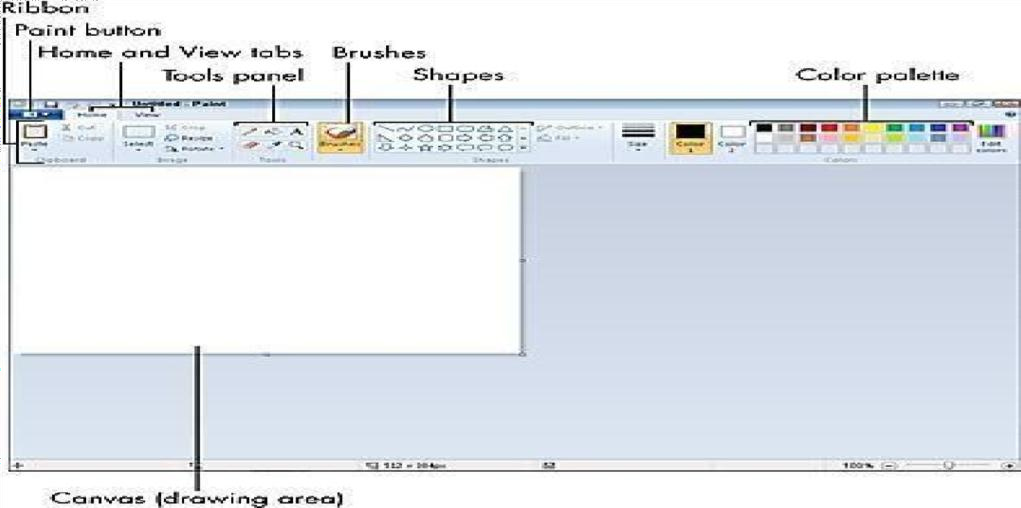 Ribbon
Paint button
Home and View tabs Brushes
Tools panel Shapes Color palette
Untitled - Paint
Home View
Cut Crop Outline
Paste Copy Select Resize Fill Size Color Color Edit
Rotate Brushes 1 2 colors
Clipboard Image Tools Shapes Colors
100%
Canvas (drawing area)